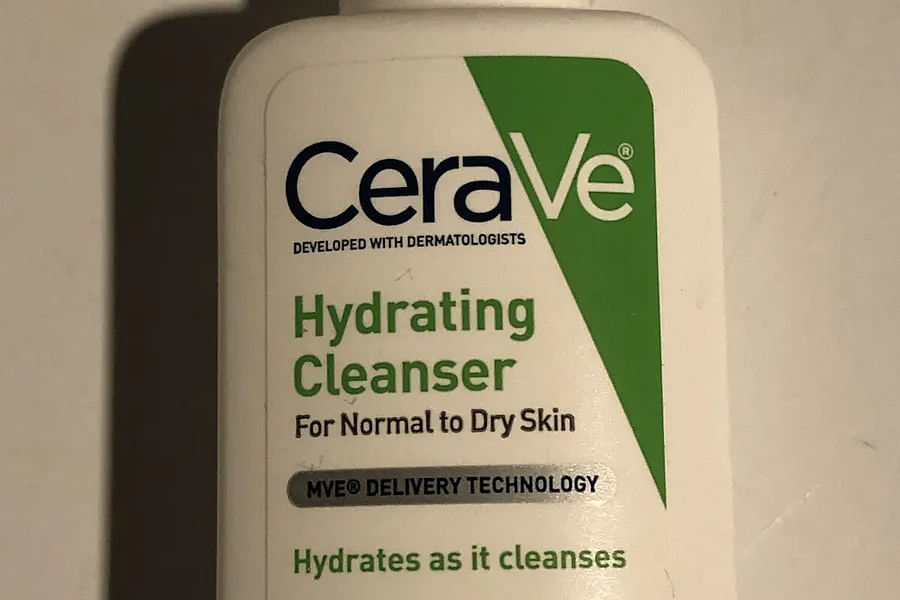 CeraVe®
DEVELOPED WITH DERMATOLOGISTS
Hydrating
Cleanser
For Normal to Dry Skin
MVE® DELIVERY TECHNOLOGY
Hydrates as it cleanses